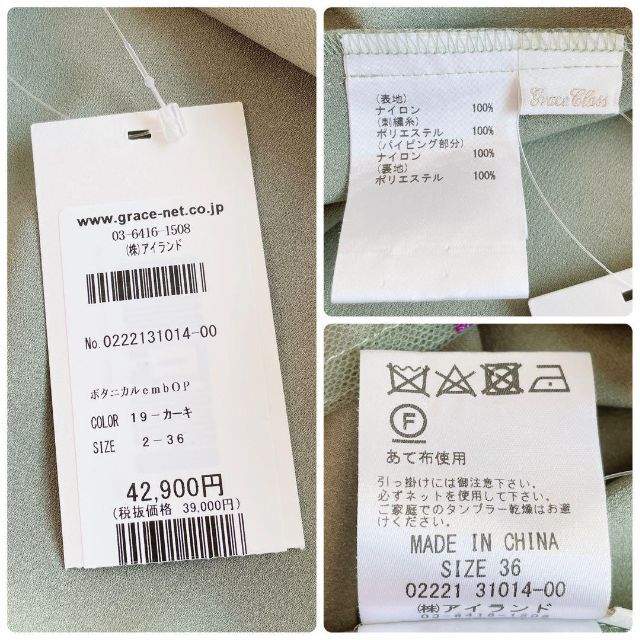 www.grace-net.co.jp
03-6416-1508
(株)アイランド
No.0222131014-00
ボタニカルembOP
COLOR 19-カーキ
SIZE 2-36
42,900円
(税抜価格 39,000円)
Grace Class
(表地)
ナイロン 100%
(刺繍糸)
ポリエステル 100%
(パイピング部分)
ナイロン 100%
(裏地)
ポリエステル 100%
F
あて布使用
引っ掛けには御注意下さい。
必ずネットを使用して下さい。
ご家庭でのタンブラー乾燥はお避
けください。
MADE IN CHINA
SIZE 36
02221 31014-00
(株)アイランド
03-6416-1508